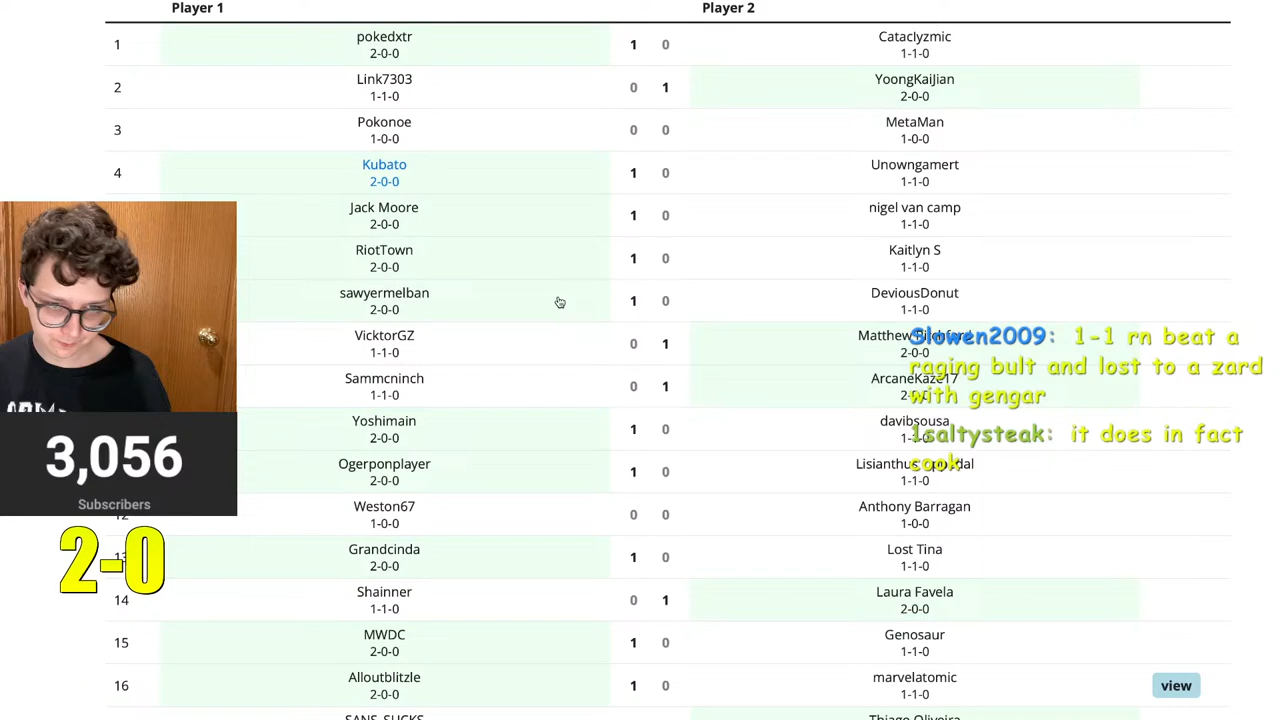 Player 1 Player 2
1 pokedxtr 1 0 Cataclyzmic
2-0-0 1-1-0
2 Link7303 0 1 YoongKaiJian
1-1-0 2-0-0
3 Pokonoe 0 0 MetaMan
1-0-0 1-0-0
4 Kubato 1 0 Unowngamert
2-0-0 1-1-0
Jack Moore 1 0 nigel van camp
2-0-0 1-1-0
RiotTown 1 0 Kaitlyn S
2-0-0 1-1-0
sawyermelban 1 0 DeviousDonut
2-0-0 1-1-0
VicktorGZ 0 1 Matthew
1-1-0 2-0-0
Sammcninch 0 1 ArcaneKaze17
1-1-0
Yoshimain 1 0 davibsousa
2-0-0
Ogerponplayer 1 0
2-0-0 1-1-0
Weston67 0 0 Anthony Barragan
1-0-0 1-0-0
Grandcinda 1 0 Lost Tina
2-0-0 1-1-0
14 Shainner 0 1 Laura Favela
1-1-0 2-0-0
15 MWDC 1 0 Genosaur
2-0-0 1-1-0
16 Alloutblitzle 1 0 marvelatomic view
2-0-0 1-1-0
SANS_SUCKS Thiago Oliveira
Slowen2009: 1-1 rn beat a
raging bult and lost to a zard
with gengar
1saltysteak: it does in fact
cook
3,056
Subscribers
2-0